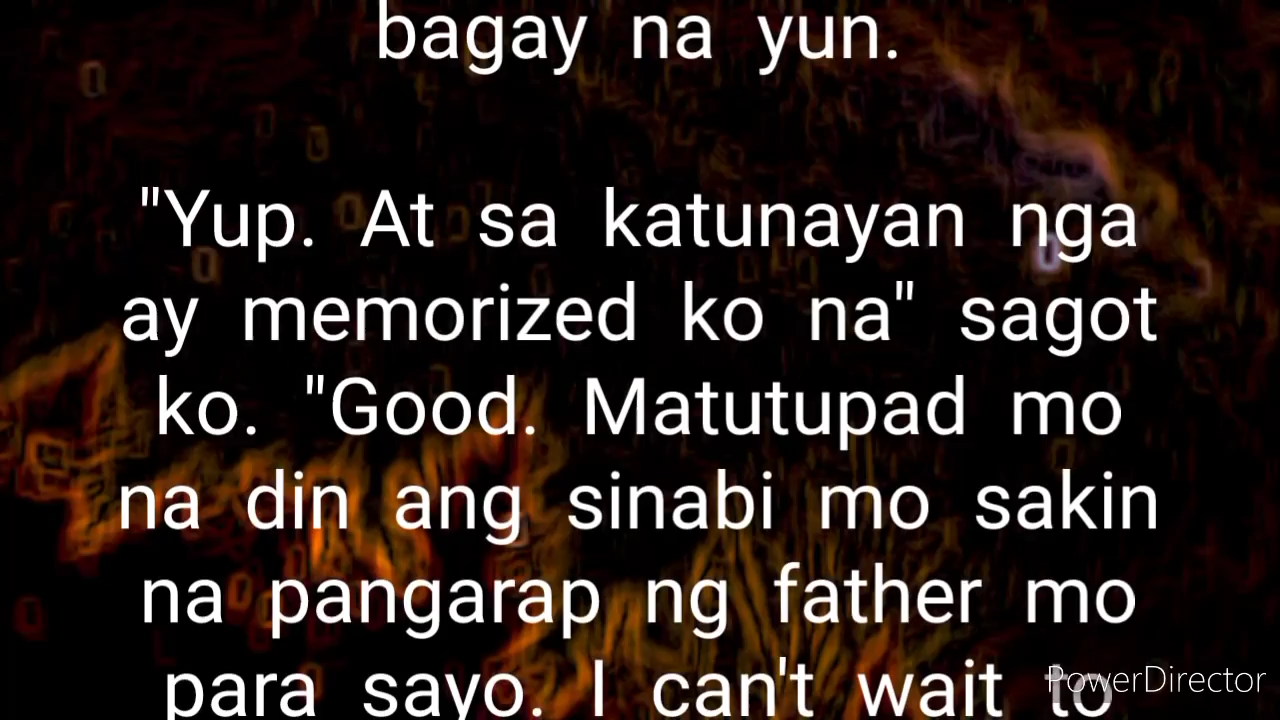 bagay na yun.
"Yup. At sa katunayan nga
ay memorized ko na" sagot
ko. "Good. Matutupad mo
na din ang sinabi mo sakin
na pangarap ng father mo
para sayo. I can't wait to
PowerDirector